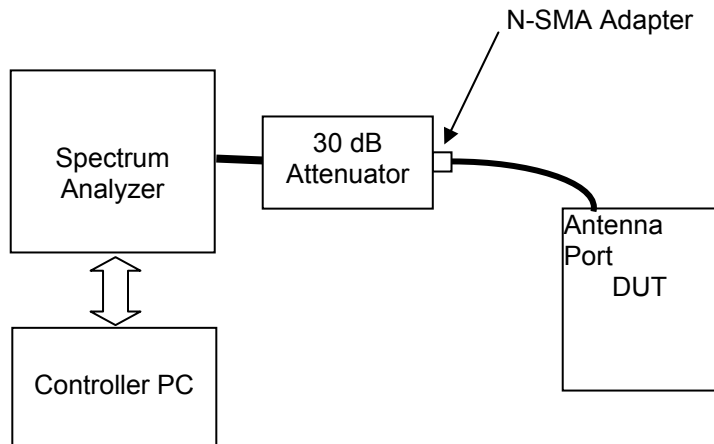 N-SMA Adapter
Spectrum
Analyzer
30 dB
Attenuator
Antenna
Port
DUT
Controller PC